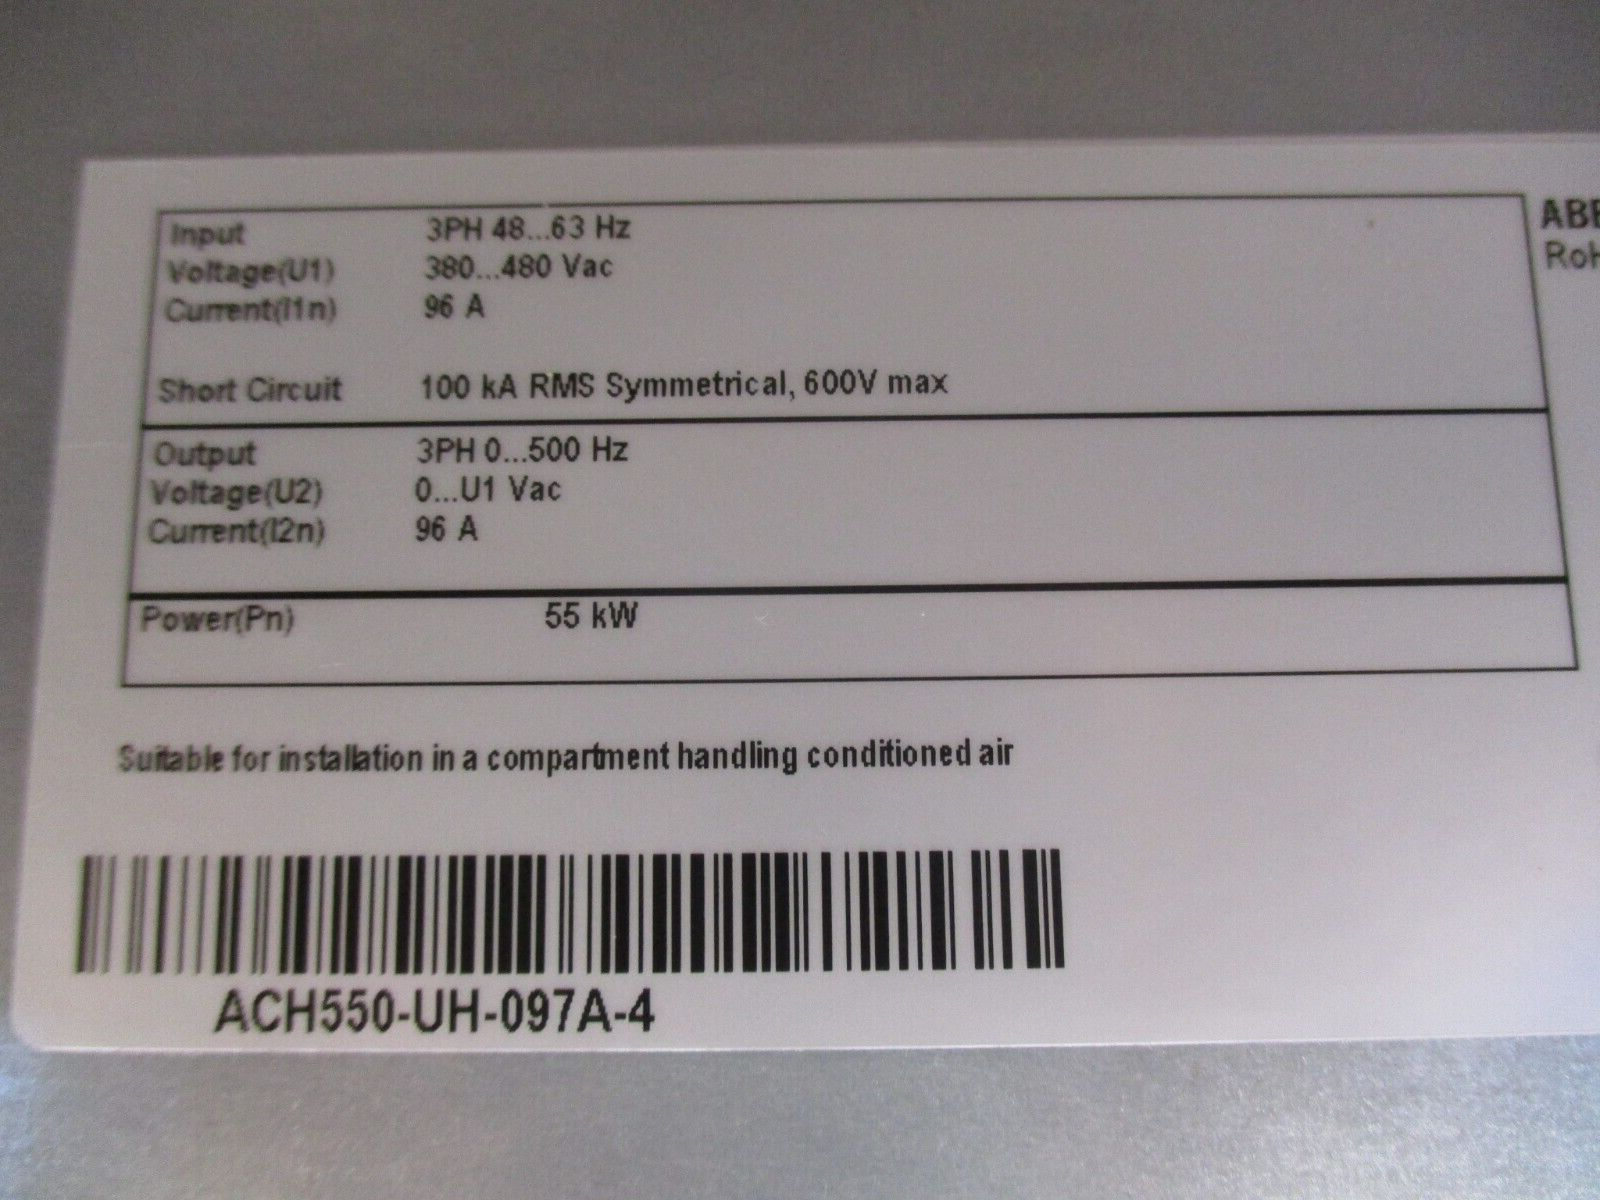 Input 3PH 48...63 Hz
Voltage(U1) 380...480 Vac
Current(I1n) 96 A
Short Circuit 100 kA RMS Symmetrical, 600V max
Output 3PH 0...500 Hz
Voltage(U2) 0...U1 Vac
Current(I2n) 96 A
Power(Pn) 55 kW
Suitable for installation in a compartment handling conditioned air
ACH550-UH-097A-4